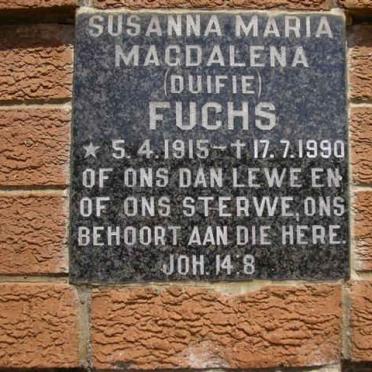 SUSANNA MARIA
MAGDALENA
(DUIFIE)
FUCHS
★ 5.4.1915-✝17.7.1990
OF ONS DAN LEWE EN
OF ONS STERWE, ONS
BEHOORT AAN DIE HERE.
JOH. 14.8